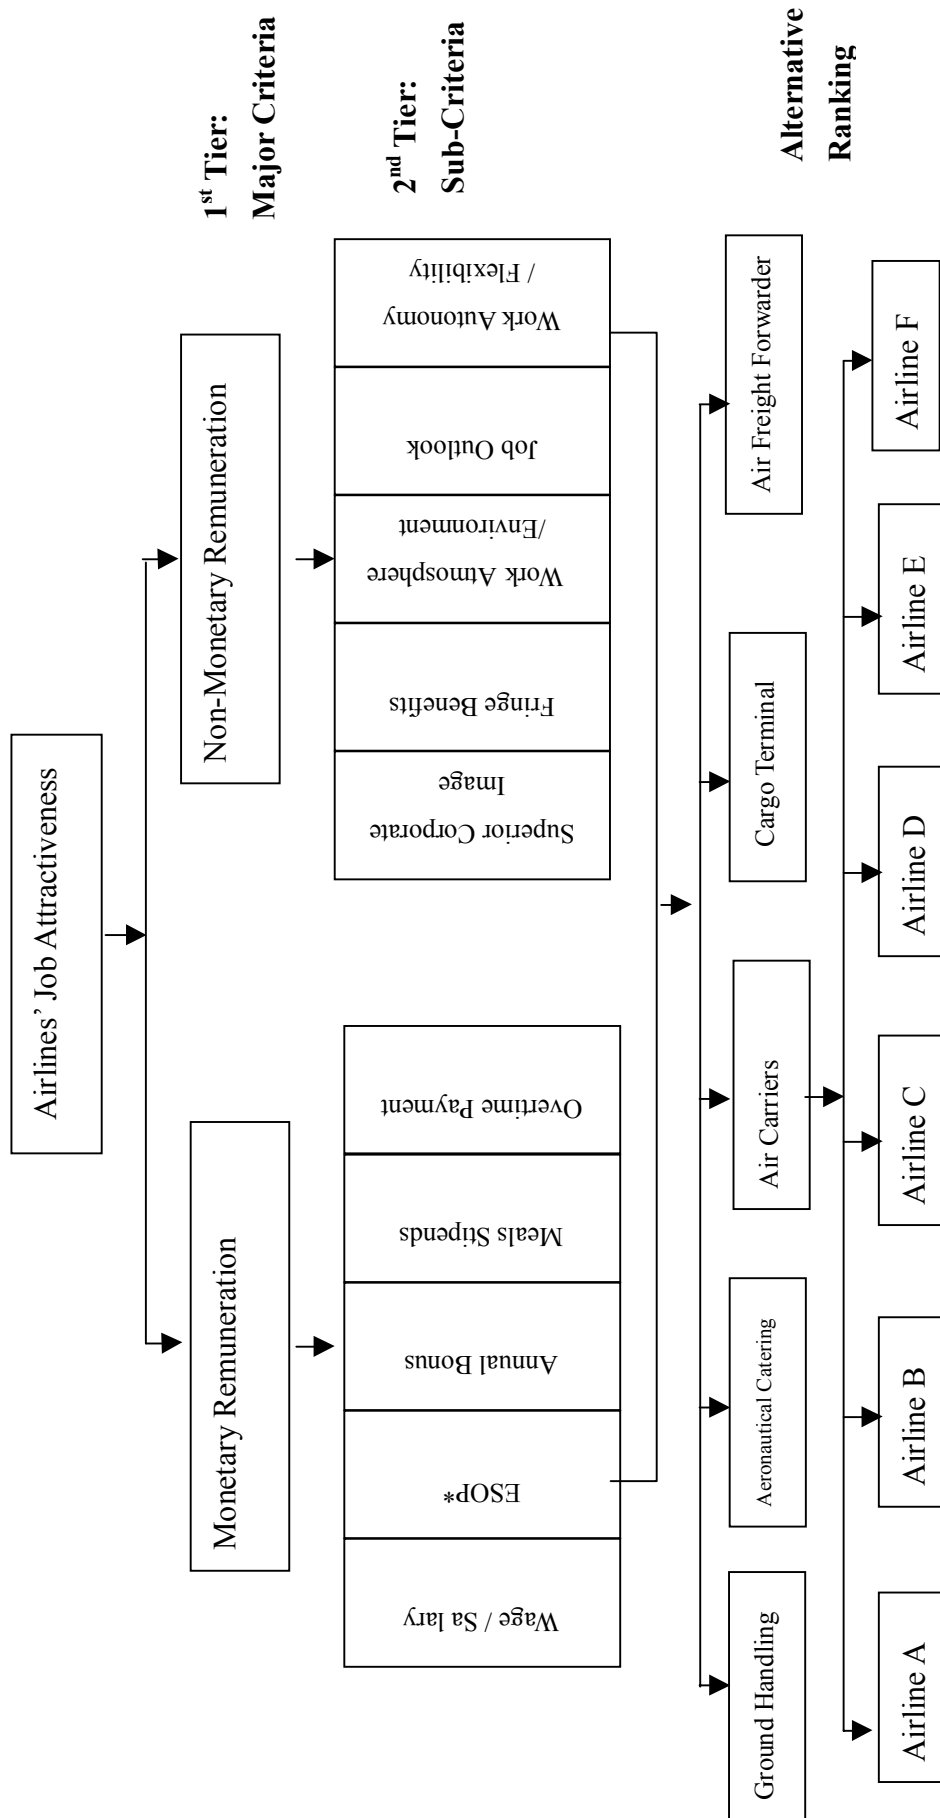 Airlines' Job Attractiveness
1st Tier:
Major Criteria
Monetary Remuneration
Non-Monetary Remuneration
2nd Tier:
Sub-Criteria
Wage / Sa lary
ESOP*
Annual Bonus
Meals Stipends
Overtime Payment
Superior Corporate
Image
Fringe Benefits
Work Atmosphere
/Environment
Job Outlook
Work Autonomy
/ Flexibility
Alternative
Ranking
Ground Handling
Aeronautical Catering
Air Carriers
Cargo Terminal
Air Freight Forwarder
Airline A
Airline B
Airline C
Airline D
Airline E
Airline F